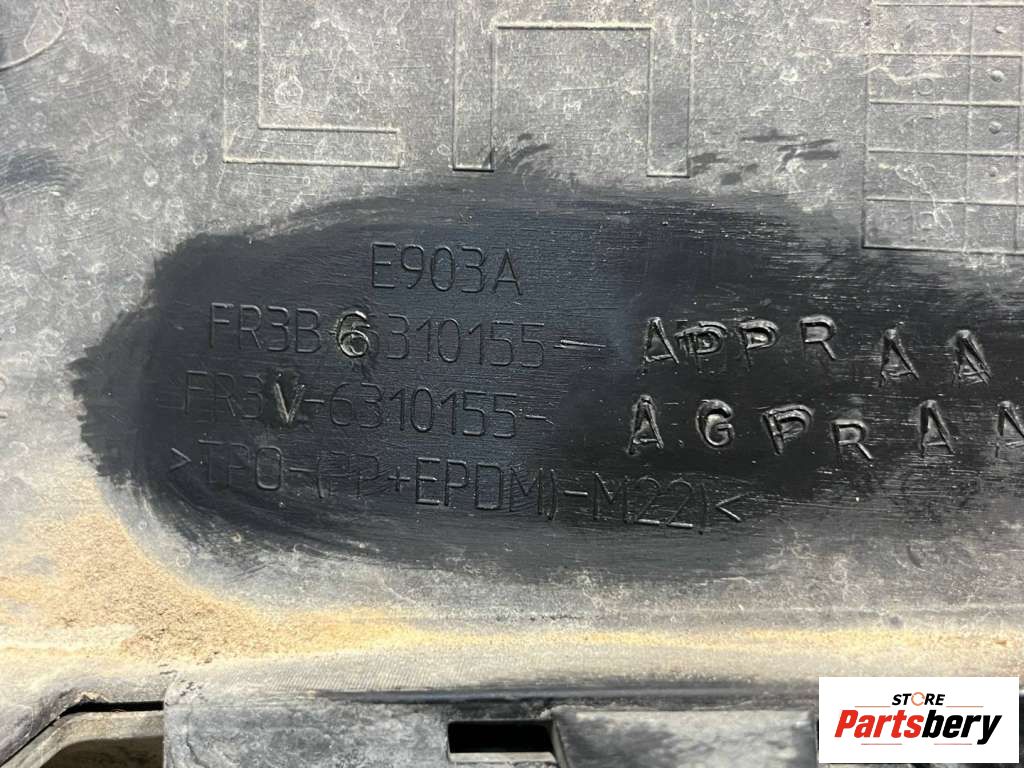 E903A
FR3B 6310155-
FR3V-6310155-
A G P R A A
>TPO-(PP+EPDM)-M22)<
STORE
Partsbery